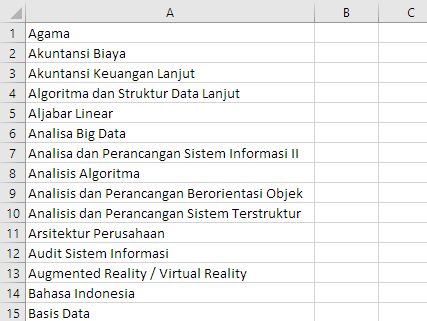 A B C
1 Agama
2 Akuntansi Biaya
3 Akuntansi Keuangan Lanjut
4 Algoritma dan Struktur Data Lanjut
5 Aljabar Linear
6 Analisa Big Data
7 Analisa dan Perancangan Sistem Informasi II
8 Analisis Algoritma
9 Analisis dan Perancangan Berorientasi Objek
10 Analisis dan Perancangan Sistem Terstruktur
11 Arsitektur Perusahaan
12 Audit Sistem Informasi
13 Augmented Reality / Virtual Reality
14 Bahasa Indonesia
15 Basis Data